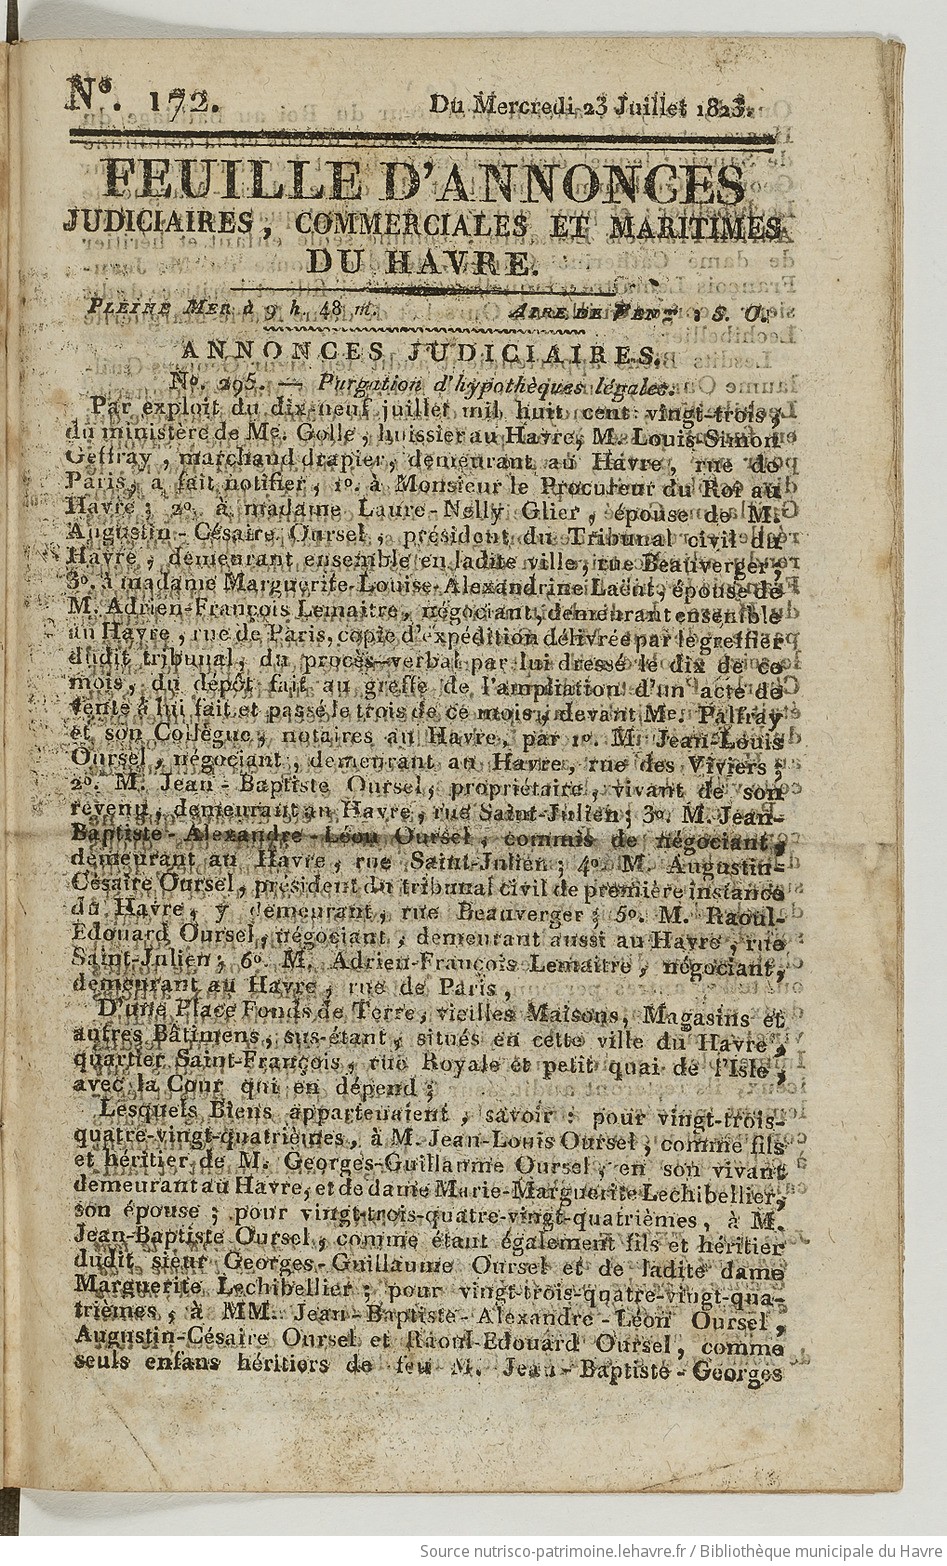 Nº. 172.
Du Mercredi 23 Juillet 1823.
FEUILLE D'ANNONCES
JUDICIAIRES, COMMERCIALES ET MARITIMES
DU HAVRE.
PLEINE MER à 9 h. 48 m.
AIRE DE VENT : S. O.
ANNONCES JUDICIAIRES.
Nº. 295. — Purgation d'hypothèques légales.
Par exploit du dix-neuf juillet mil huit cent vingt-trois,
du ministère de Me. Golle, huissier au Havre, M. Louis-Simon
Geffray, marchand drapier, demeurant au Havre, rue de
Paris, a fait notifier, 1º. à Monsieur le Procureur du Roi au
Havre; 2º. à madame Laure-Nelly Glier, épouse de M.
Augustin-Césaire Oursel, président du Tribunal civil du
Havre, demeurant ensemble en ladite ville, rue Beauverger;
3º. à madame Marguerite-Louise-Alexandrine Laënt, épouse de
M. Adrien-François Lemaitre, négociant, demeurant ensemble
au Havre, rue de Paris, copie d'expédition délivrée par le greffier
dudit tribunal, du procès-verbal par lui dressé le dix de ce
mois, du dépôt fait au greffe de l'ampliation d'un acte de
vente à lui fait et passé le trois de ce mois, devant Me. Palfray
et son Collègue, notaires au Havre, par 1º. M. Jean-Louis
Oursel, négociant, demeurant au Havre, rue des Viviers;
2º. M. Jean-Baptiste Oursel, propriétaire, vivant de son
revenu, demeurant au Havre, rue Saint-Julien; 3º. M. Jean-
Baptiste-Alexandre-Léon Oursel, commis de négociant,
demeurant au Havre, rue Saint-Julien; 4º. M. Augustin-
Césaire Oursel, président du tribunal civil de première instance
du Havre, y demeurant, rue Beauverger; 5º. M. Raoul-
Edouard Oursel, négociant, demeurant aussi au Havre, rue
Saint-Julien; 6º. M. Adrien-François Lemaitre, négociant,
demeurant au Havre, rue de Paris,
D'une Place Fonds de Terre, vieilles Maisons, Magasins et
autres Bâtimens, sus-étant, situés en cette ville du Havre,
quartier Saint-François, rue Royale et petit quai de l'Isle,
avec la Cour qui en dépend;
Lesquels Biens appartenaient, savoir: pour vingt-trois-
quatre-vingt-quatrièmes, à M. Jean-Louis Oursel, comme fils
et héritier de M. Georges-Guillaume Oursel, en son vivant
demeurant au Havre, et de dame Marie-Marguerite Lechibellier,
son épouse; pour vingt-trois-quatre-vingt-quatrièmes, à M.
Jean-Baptiste Oursel, comme étant également fils et héritier
dudit sieur Georges-Guillaume Oursel et de ladite dame
Marguerite Lechibellier; pour vingt-trois-quatre-vingt-qua-
trièmes, à MM. Jean-Baptiste-Alexandre-Léon Oursel,
Augustin-Césaire Oursel et Raoul-Edouard Oursel, comme
seuls enfans héritiers de feu M. Jean-Baptiste-Georges
Source nutrisco-patrimoine.lehavre.fr / Bibliothèque municipale du Havre